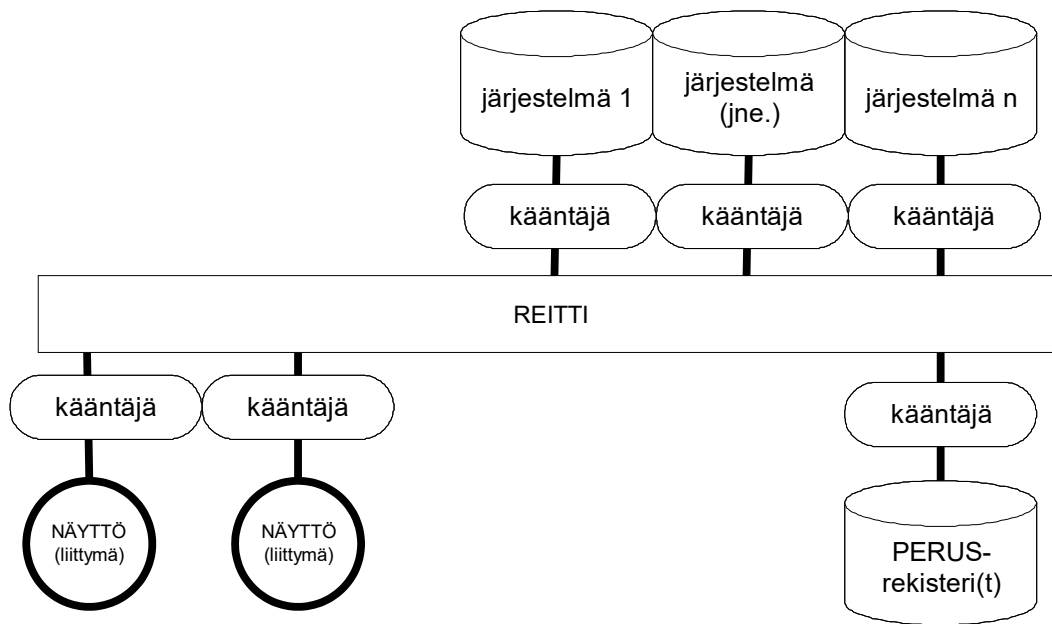 järjestelmä 1
järjestelmä
(jne.)
järjestelmä n
kääntäjä
kääntäjä
kääntäjä
REITTI
kääntäjä
kääntäjä
kääntäjä
NÄYTTÖ
(liittymä)
NÄYTTÖ
(liittymä)
PERUS-
rekisteri(t)